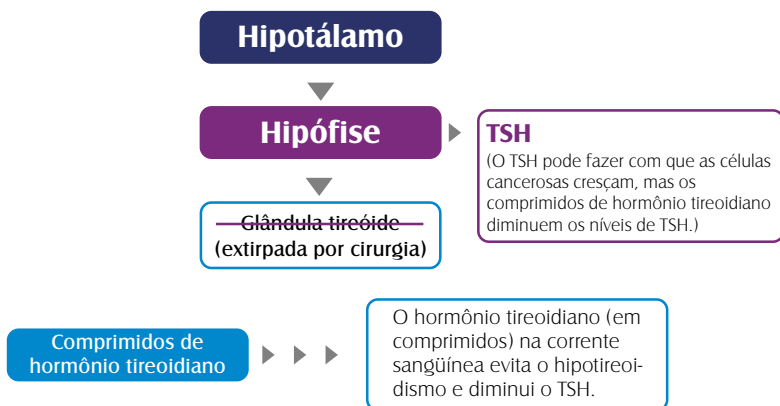 Hipotálamo
Hipófise
TSH
(O TSH pode fazer com que as células
cancerosas cresçam, mas os
comprimidos de hormônio tireoidiano
diminuem os níveis de TSH.)
Glândula tireóide
(extirpada por cirurgia)
Comprimidos de
hormônio tireoidiano
O hormônio tireoidiano (em
comprimidos) na corrente
sangüínea evita o hipotireoi-
dismo e diminui o TSH.